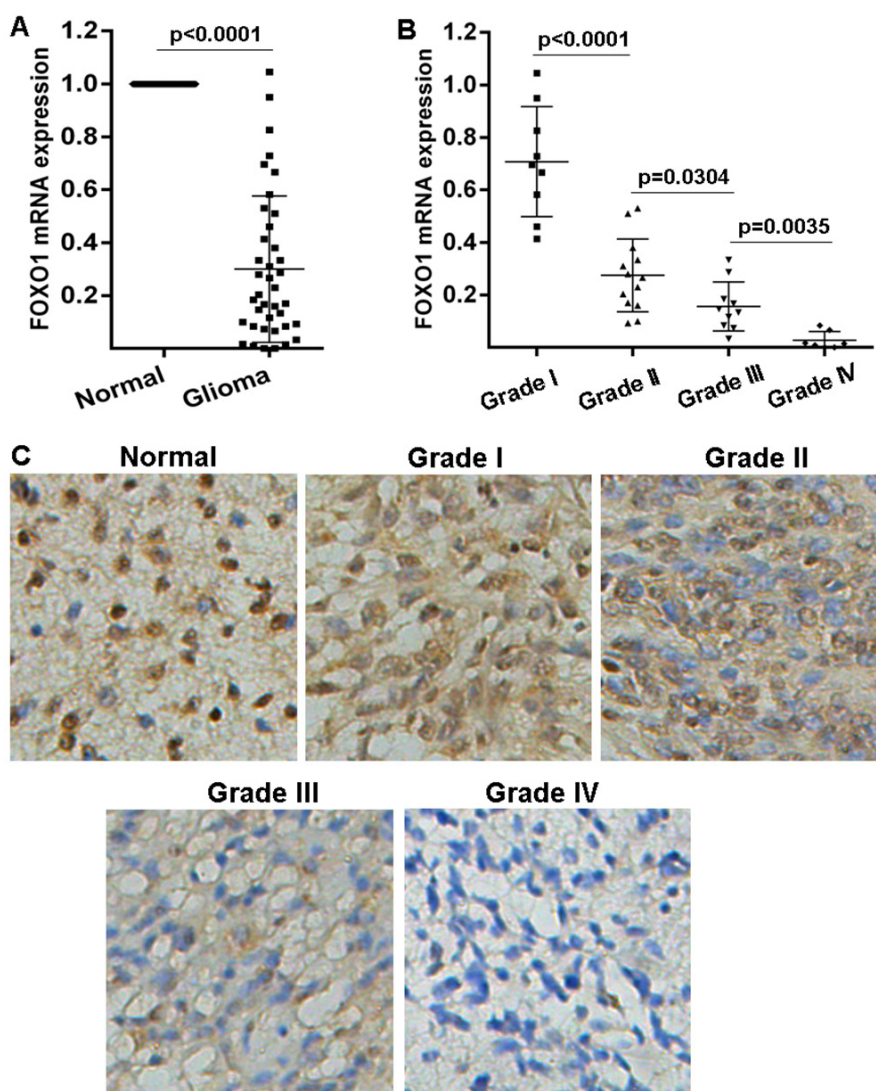 A
p<0.0001
FOXO1 mRNA expression
1.2
1.0
0.8
0.6
0.4
0.2
Normal
Glioma
B
p<0.0001
p=0.0304
p=0.0035
FOXO1 mRNA expression
1.2
1.0
0.8
0.6
0.4
0.2
Grade I
Grade II
Grade III
Grade IV
C
Normal
Grade I
Grade II
Grade III
Grade IV